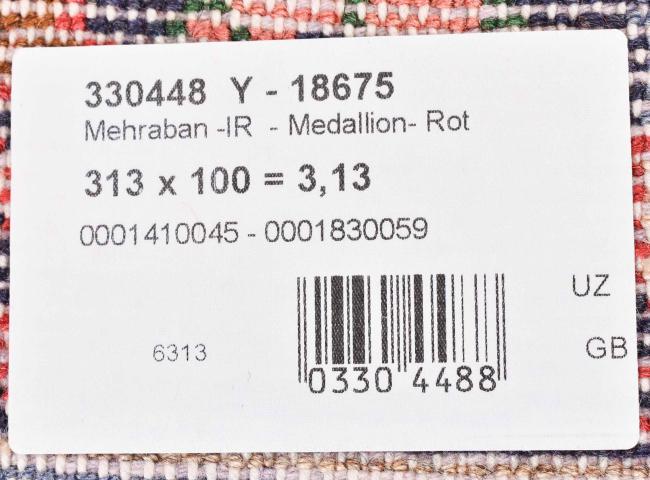 330448 Y - 18675
Mehraban -IR - Medallion- Rot
313 x 100 = 3,13
0001410045 - 0001830059
UZ
6313
GB
0330 4488